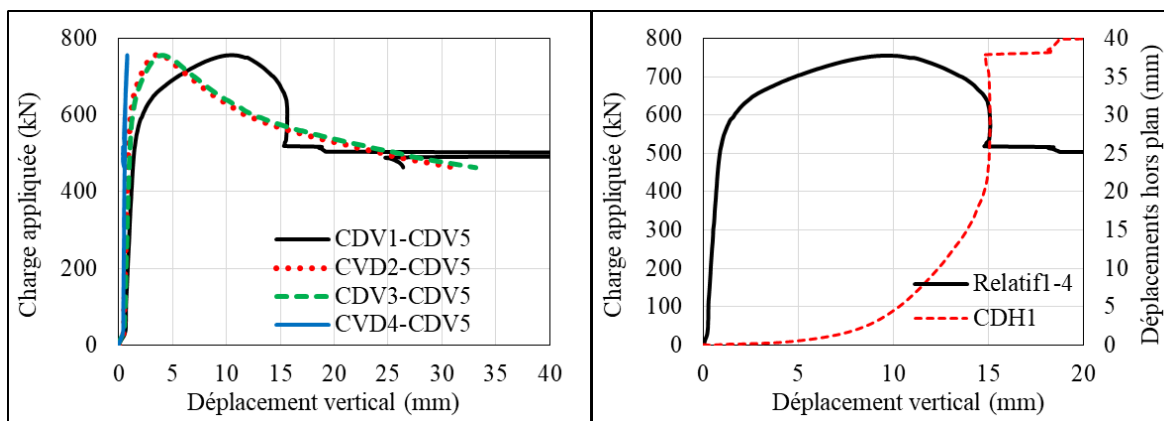 Charge appliquée (kN)
800
600
400
200
0
0 5 10 15 20 25 30 35 40
Déplacement vertical (mm)
CDV1-CDV5
CVD2-CDV5
CDV3-CDV5
CVD4-CDV5
Charge appliquée (kN)
800
700
600
500
400
300
200
100
0
0 5 10 15 20
Déplacement vertical (mm)
Relatif1-4
CDH1
40
35
30
25
20
15
10
5
0
Déplacements hors plan (mm)